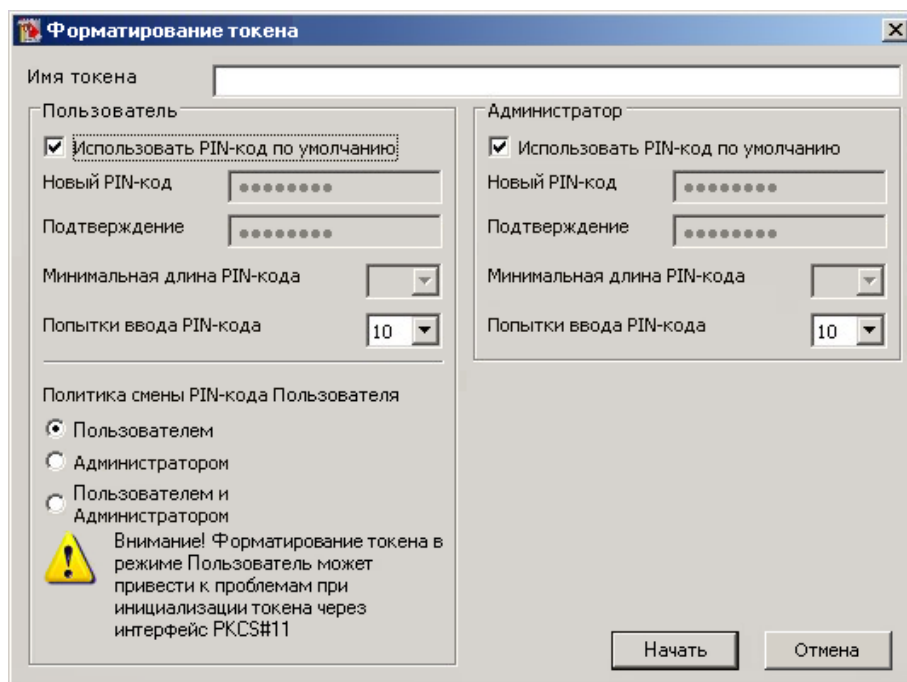 Форматирование токена
Имя токена
Пользователь
Использовать PIN-код по умолчанию
Новый PIN-код
Подтверждение
Минимальная длина PIN-кода
Попытки ввода PIN-кода
10
Политика смены PIN-кода Пользователя
Пользователем
Администратором
Пользователем и
Администратором
Внимание! Форматирование токена в
режиме Пользователь может
привести к проблемам при
инициализации токена через
интерфейс PKCS#11
Администратор
Использовать PIN-код по умолчанию
Новый PIN-код
Подтверждение
Минимальная длина PIN-кода
Попытки ввода PIN-кода
10
Начать
Отмена